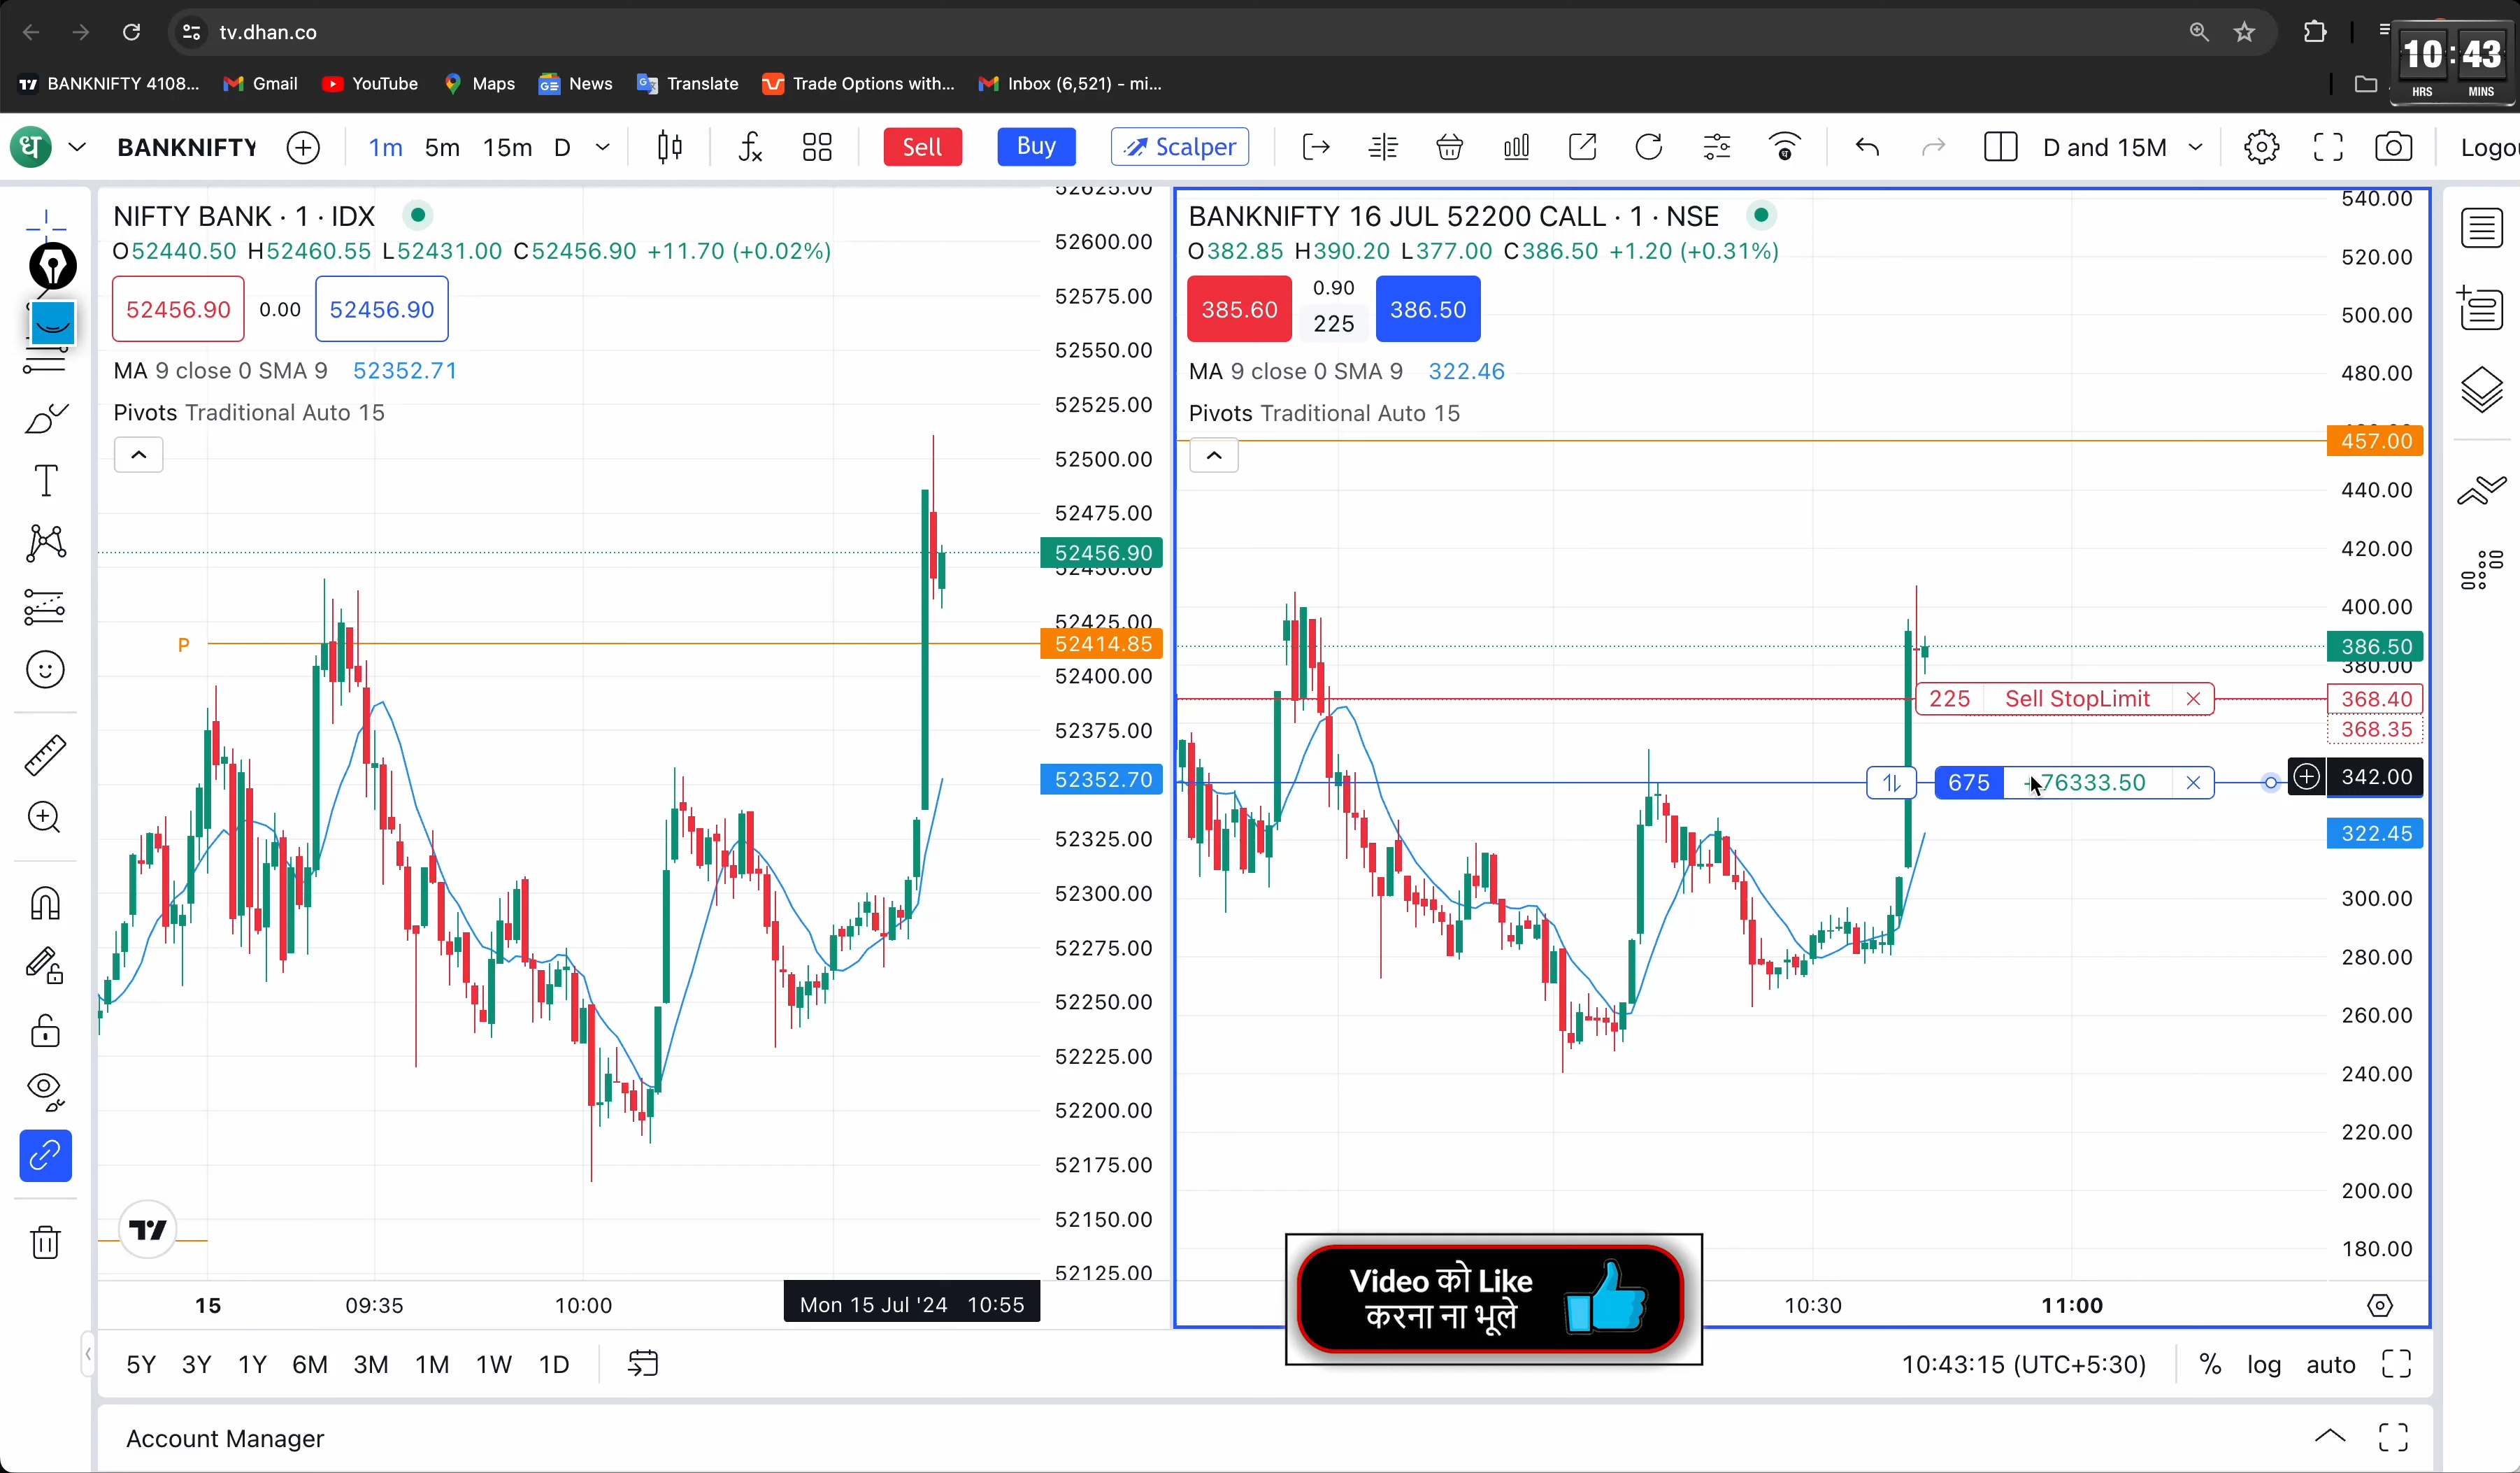 tv.dhan.co
10:43
HRS MINS
BANKNIFTY 4108... Gmail YouTube Maps News Translate Trade Options with... Inbox (6,521) - mi...
ध BANKNIFTY 1m 5m 15m D Sell Buy Scalper D and 15M Logou
NIFTY BANK · 1 · IDX
O52440.50 H52460.55 L52431.00 C52456.90 +11.70 (+0.02%)
52456.90 0.00 52456.90
MA 9 close 0 SMA 9 52352.71
Pivots Traditional Auto 15
P
52625.00
52600.00
52575.00
52550.00
52525.00
52500.00
52475.00
52456.90
52450.00
52425.00
52414.85
52400.00
52375.00
52352.70
52325.00
52300.00
52275.00
52250.00
52225.00
52200.00
52175.00
52150.00
52125.00
15 09:35 10:00 Mon 15 Jul '24 10:55
BANKNIFTY 16 JUL 52200 CALL · 1 · NSE
O382.85 H390.20 L377.00 C386.50 +1.20 (+0.31%)
385.60 0.90 225 386.50
MA 9 close 0 SMA 9 322.46
Pivots Traditional Auto 15
540.00
520.00
500.00
480.00
457.00
440.00
420.00
400.00
386.50
380.00
225 Sell StopLimit 368.40
368.35
675 +76333.50 342.00
322.45
300.00
280.00
260.00
240.00
220.00
200.00
180.00
10:30 11:00
Video को Like
करना ना भूले
5Y 3Y 1Y 6M 3M 1M 1W 1D
10:43:15 (UTC+5:30) % log auto
Account Manager